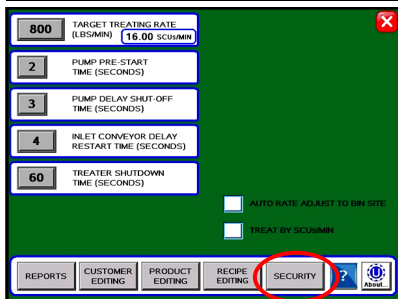 800
TARGET TREATING RATE
(LBS/MIN) 16.00 SCUs/MIN
2
PUMP PRE-START
TIME (SECONDS)
3
PUMP DELAY SHUT-OFF
TIME (SECONDS)
4
INLET CONVEYOR DELAY
RESTART TIME (SECONDS)
60
TREATER SHUTDOWN
TIME (SECONDS)
AUTO RATE ADJUST TO BIN SITE
TREAT BY SCUs/MIN
REPORTS
CUSTOMER
EDITING
PRODUCT
EDITING
RECIPE
EDITING
SECURITY
?
About...